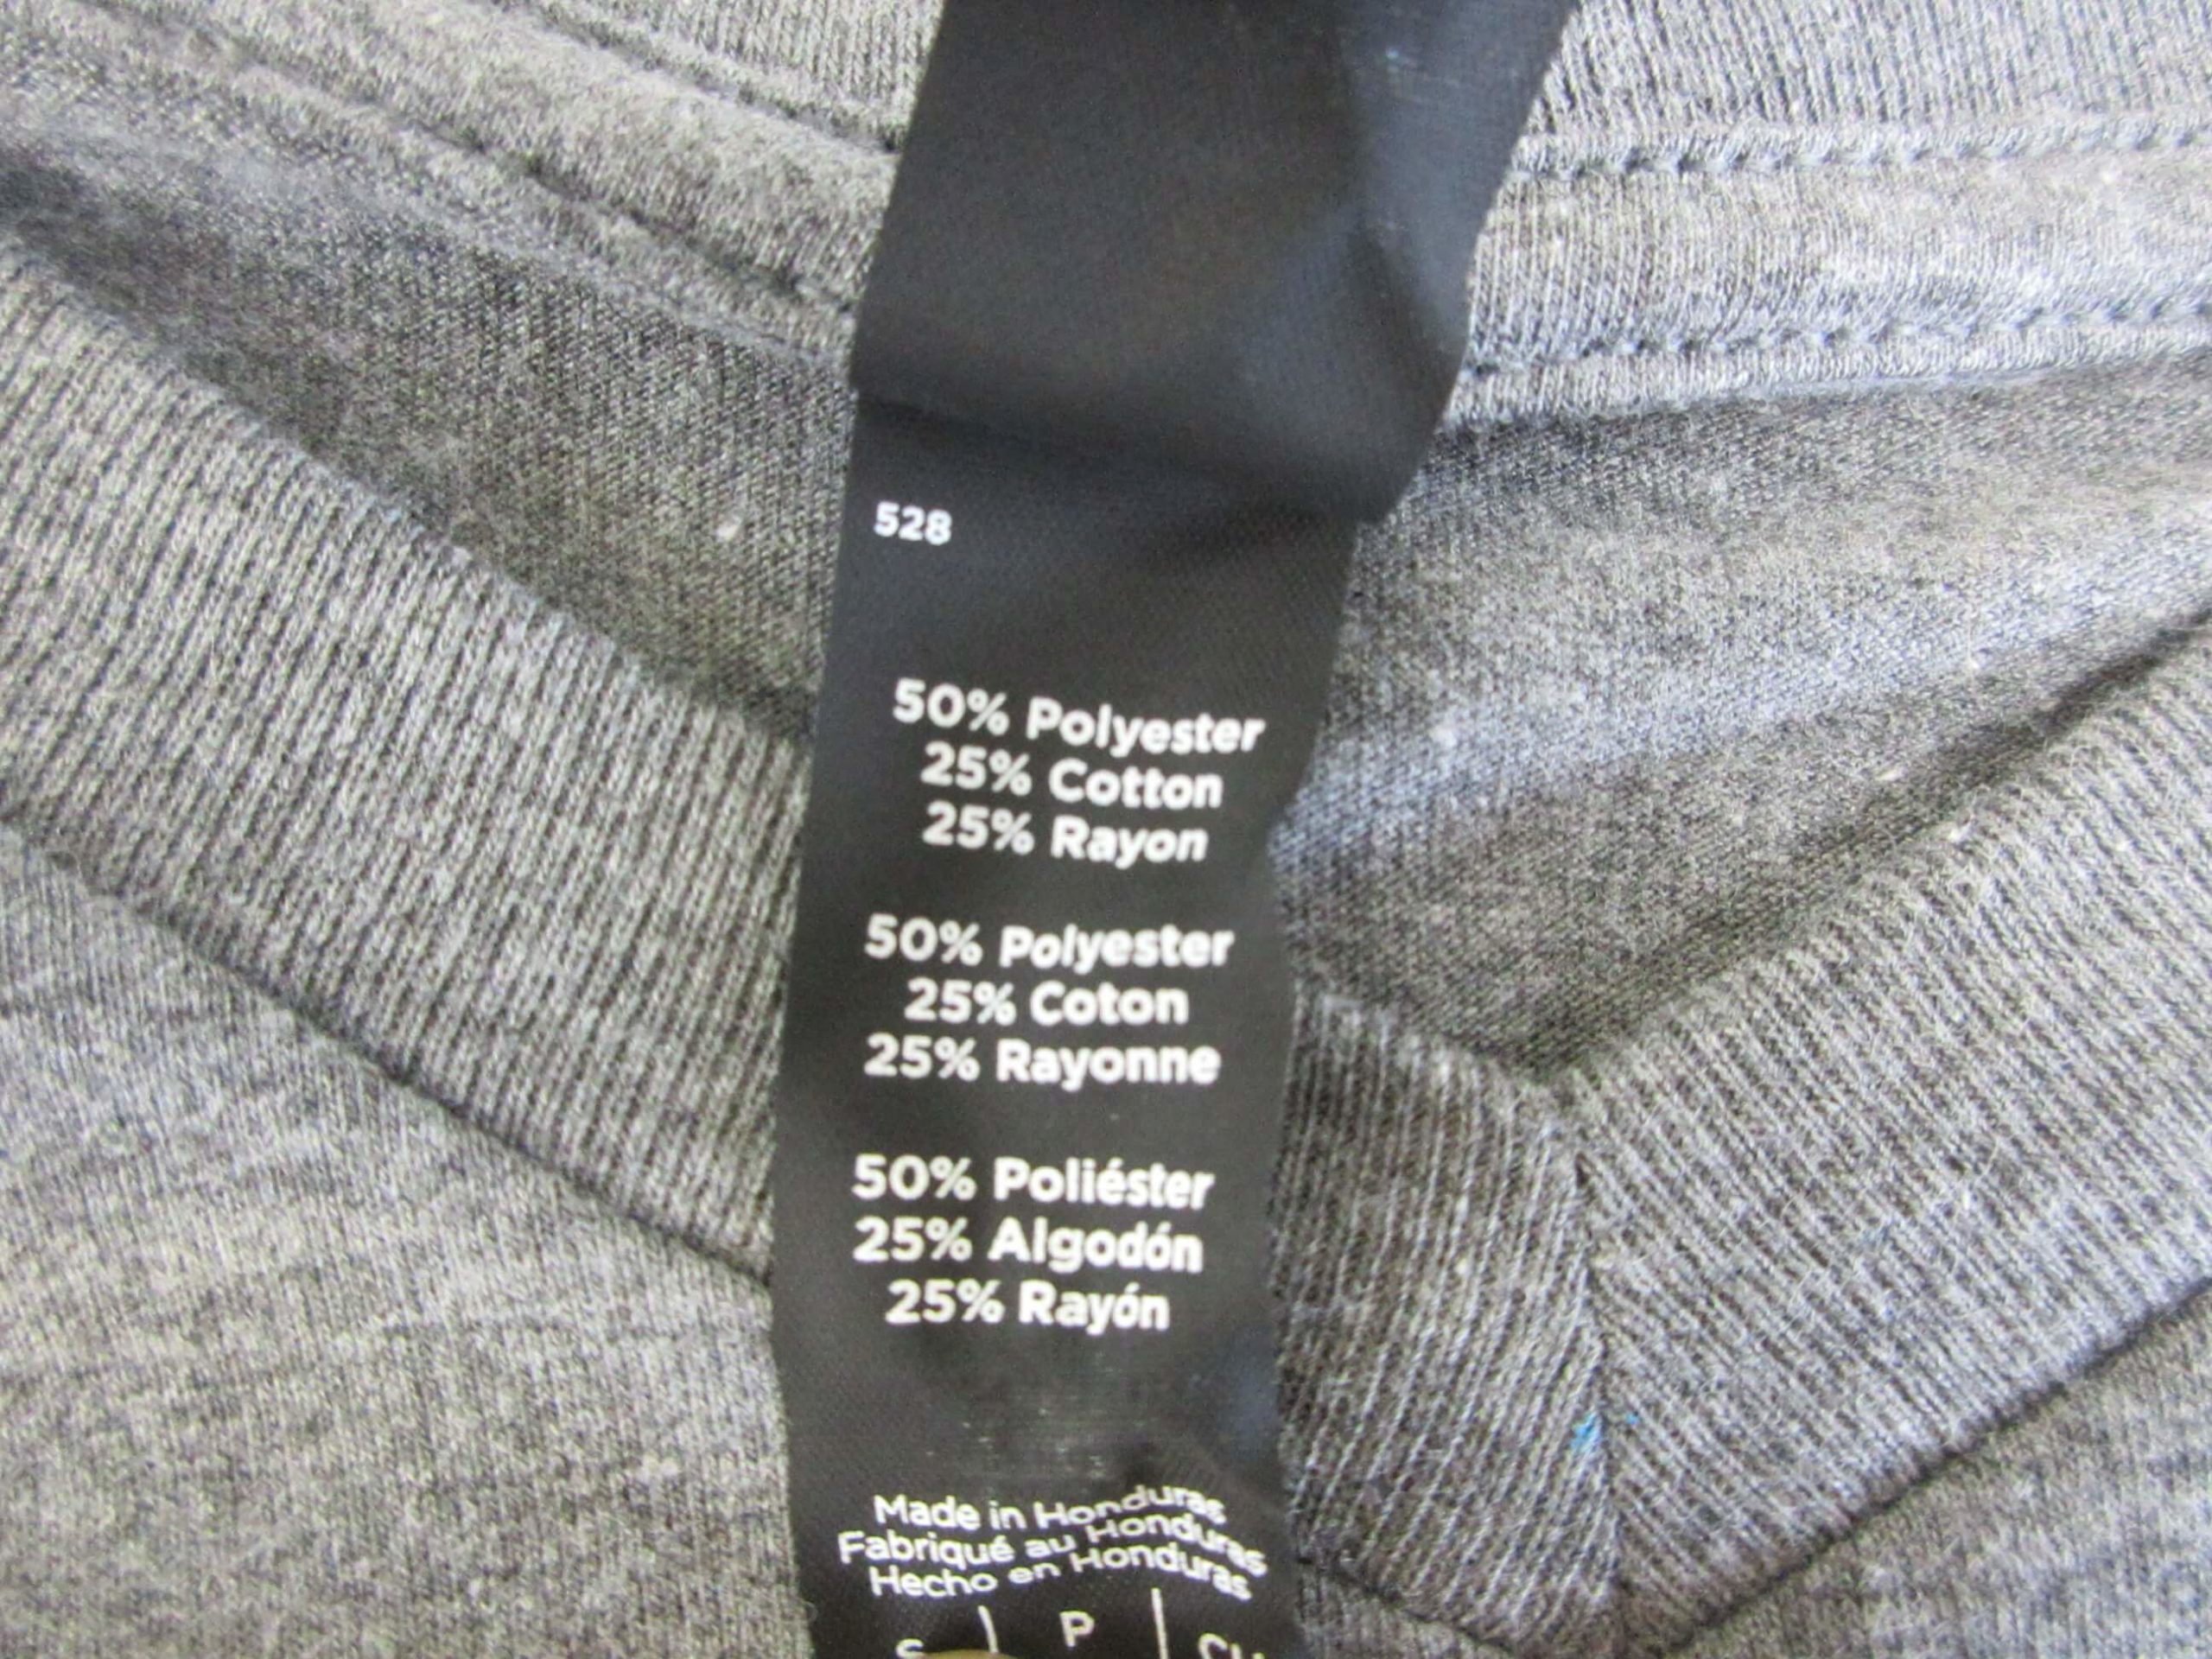 528
50% Polyester
25% Cotton
25% Rayon
50% Polyester
25% Coton
25% Rayonne
50% Poliéster
25% Algodón
25% Rayón
Made in Honduras
Fabriqué au Honduras
Hecho en Honduras
S | P | CH